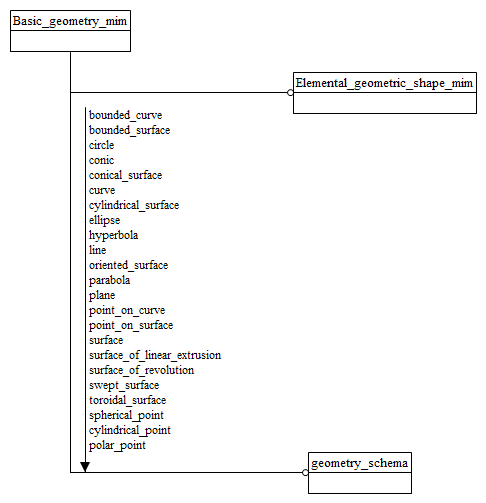 Basic_geometry_mim
Elemental_geometric_shape_mim
bounded_curve
bounded_surface
circle
conic
conical_surface
curve
cylindrical_surface
ellipse
hyperbola
line
oriented_surface
parabola
plane
point_on_curve
point_on_surface
surface
surface_of_linear_extrusion
surface_of_revolution
swept_surface
toroidal_surface
spherical_point
cylindrical_point
polar_point
geometry_schema